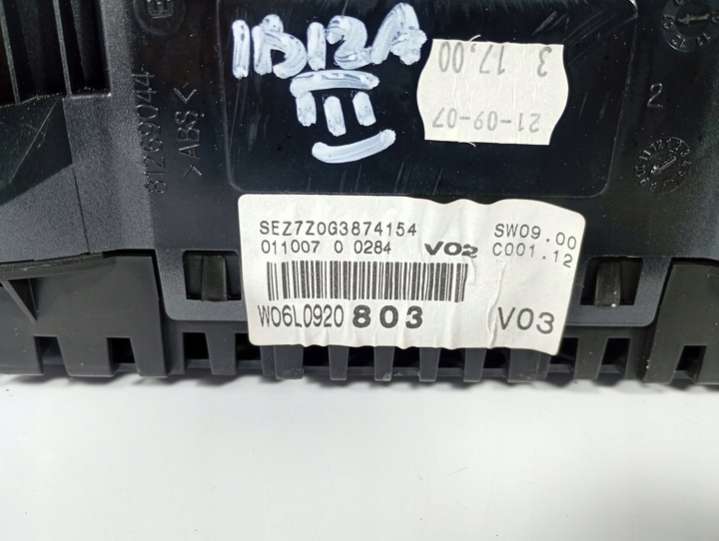 IBIZA
III
3 17,00
21-09-07
81289044
>ABS<
2
SEZ7Z0G3874154 SW09.00
011007 0 0284 V02 C001.12
W06L0920 803 V03